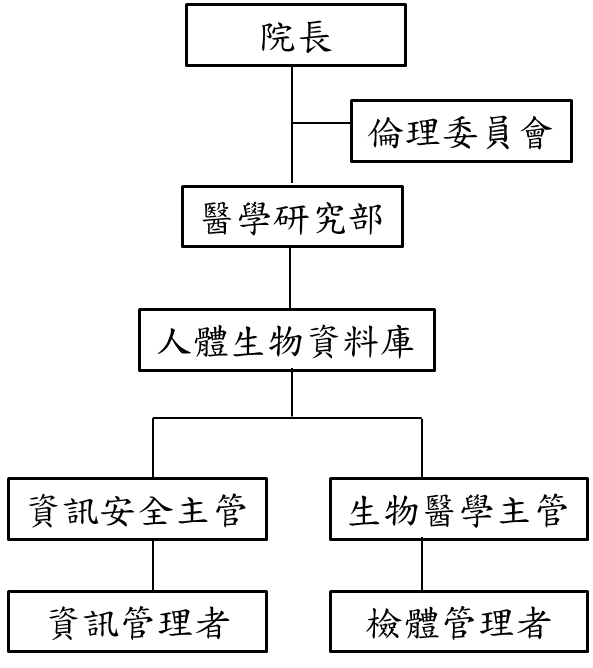 院長
倫理委員會
醫學研究部
人體生物資料庫
資訊安全主管
生物醫學主管
資訊管理者
檢體管理者